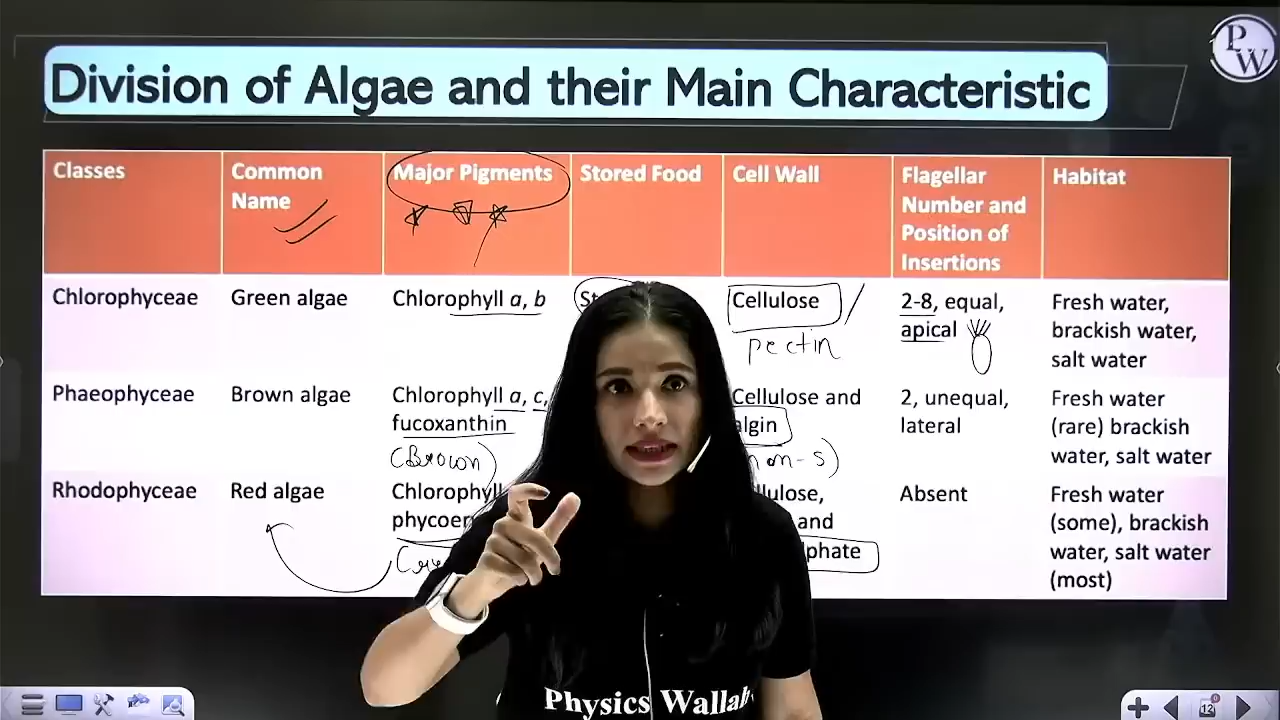 PW
Division of Algae and their Main Characteristic
Classes
Common
Name
Major Pigments
Stored Food
Cell Wall
Flagellar
Number and
Position of
Insertions
Habitat
Chlorophyceae
Green algae
Chlorophyll a, b
Cellulose
pectin
2-8, equal,
apical
Fresh water,
brackish water,
salt water
Phaeophyceae
Brown algae
Chlorophyll a, c,
fucoxanthin
(Brown)
Cellulose and
algin
2, unequal,
lateral
Fresh water
(rare) brackish
water, salt water
Rhodophyceae
Red algae
and
Absent
Fresh water
(some), brackish
water, salt water
(most)
Physics
12